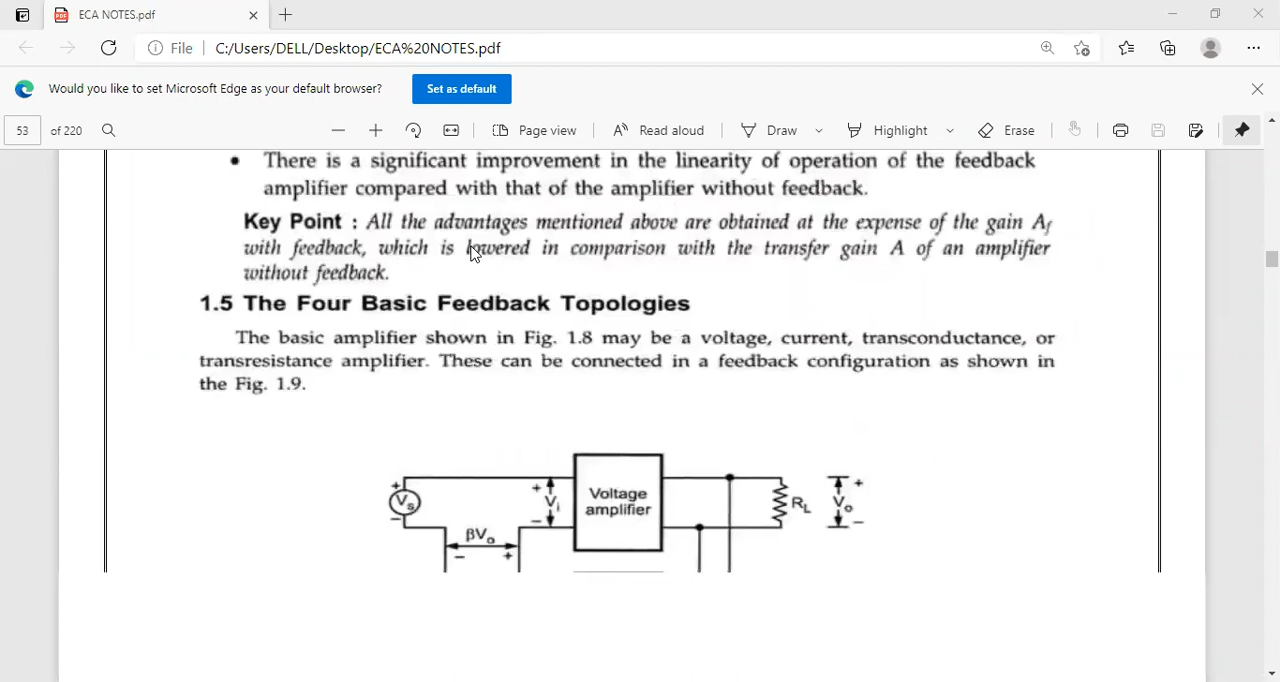 ECA NOTES.pdf
File C:/Users/DELL/Desktop/ECA%20NOTES.pdf
Would you like to set Microsoft Edge as your default browser? Set as default
53 of 220 Page view Read aloud Draw Highlight Erase
• There is a significant improvement in the linearity of operation of the feedback
amplifier compared with that of the amplifier without feedback.
Key Point : All the advantages mentioned above are obtained at the expense of the gain Af
with feedback, which is lowered in comparison with the transfer gain A of an amplifier
without feedback.
1.5 The Four Basic Feedback Topologies
The basic amplifier shown in Fig. 1.8 may be a voltage, current, transconductance, or
transresistance amplifier. These can be connected in a feedback configuration as shown in
the Fig. 1.9.
+ Vs −
+ Vi −
Voltage
amplifier
RL
+ Vo −
βVo
− +